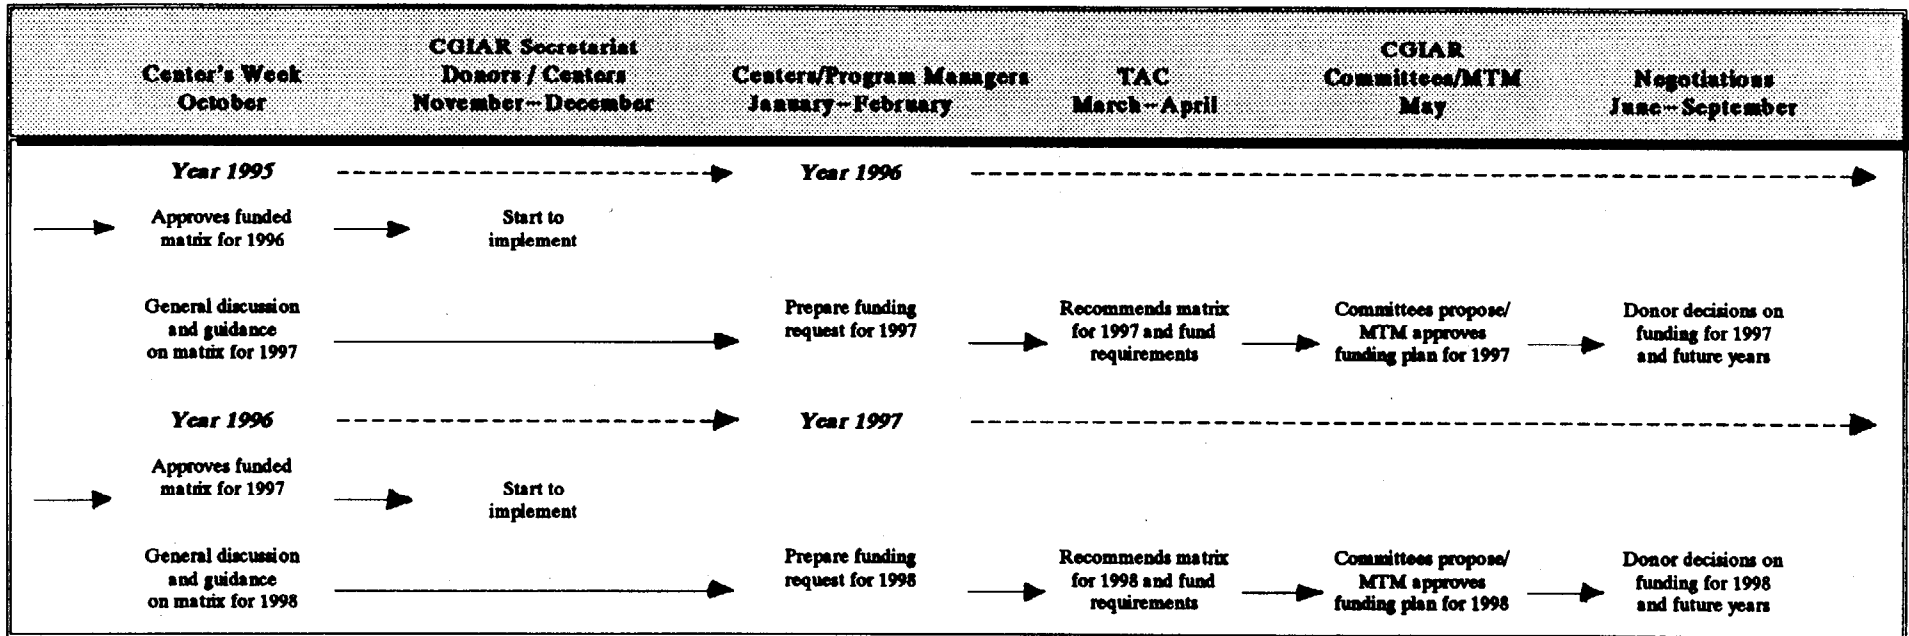 Center's Week
October
CGIAR Secretariat
Donors / Centers
November--December
Centers/Program Managers
January--February
TAC
March--April
CGIAR
Committees/MTM
May
Negotiations
June--September
Year 1995
Year 1996
Approves funded
matrix for 1996
Start to
implement
General discussion
and guidance
on matrix for 1997
Prepare funding
request for 1997
Recommends matrix
for 1997 and fund
requirements
Committees propose/
MTM approves
funding plan for 1997
Donor decisions on
funding for 1997
and future years
Year 1996
Year 1997
Approves funded
matrix for 1997
Start to
implement
General discussion
and guidance
on matrix for 1998
Prepare funding
request for 1998
Recommends matrix
for 1998 and fund
requirements
Committees propose/
MTM approves
funding plan for 1998
Donor decisions on
funding for 1998
and future years